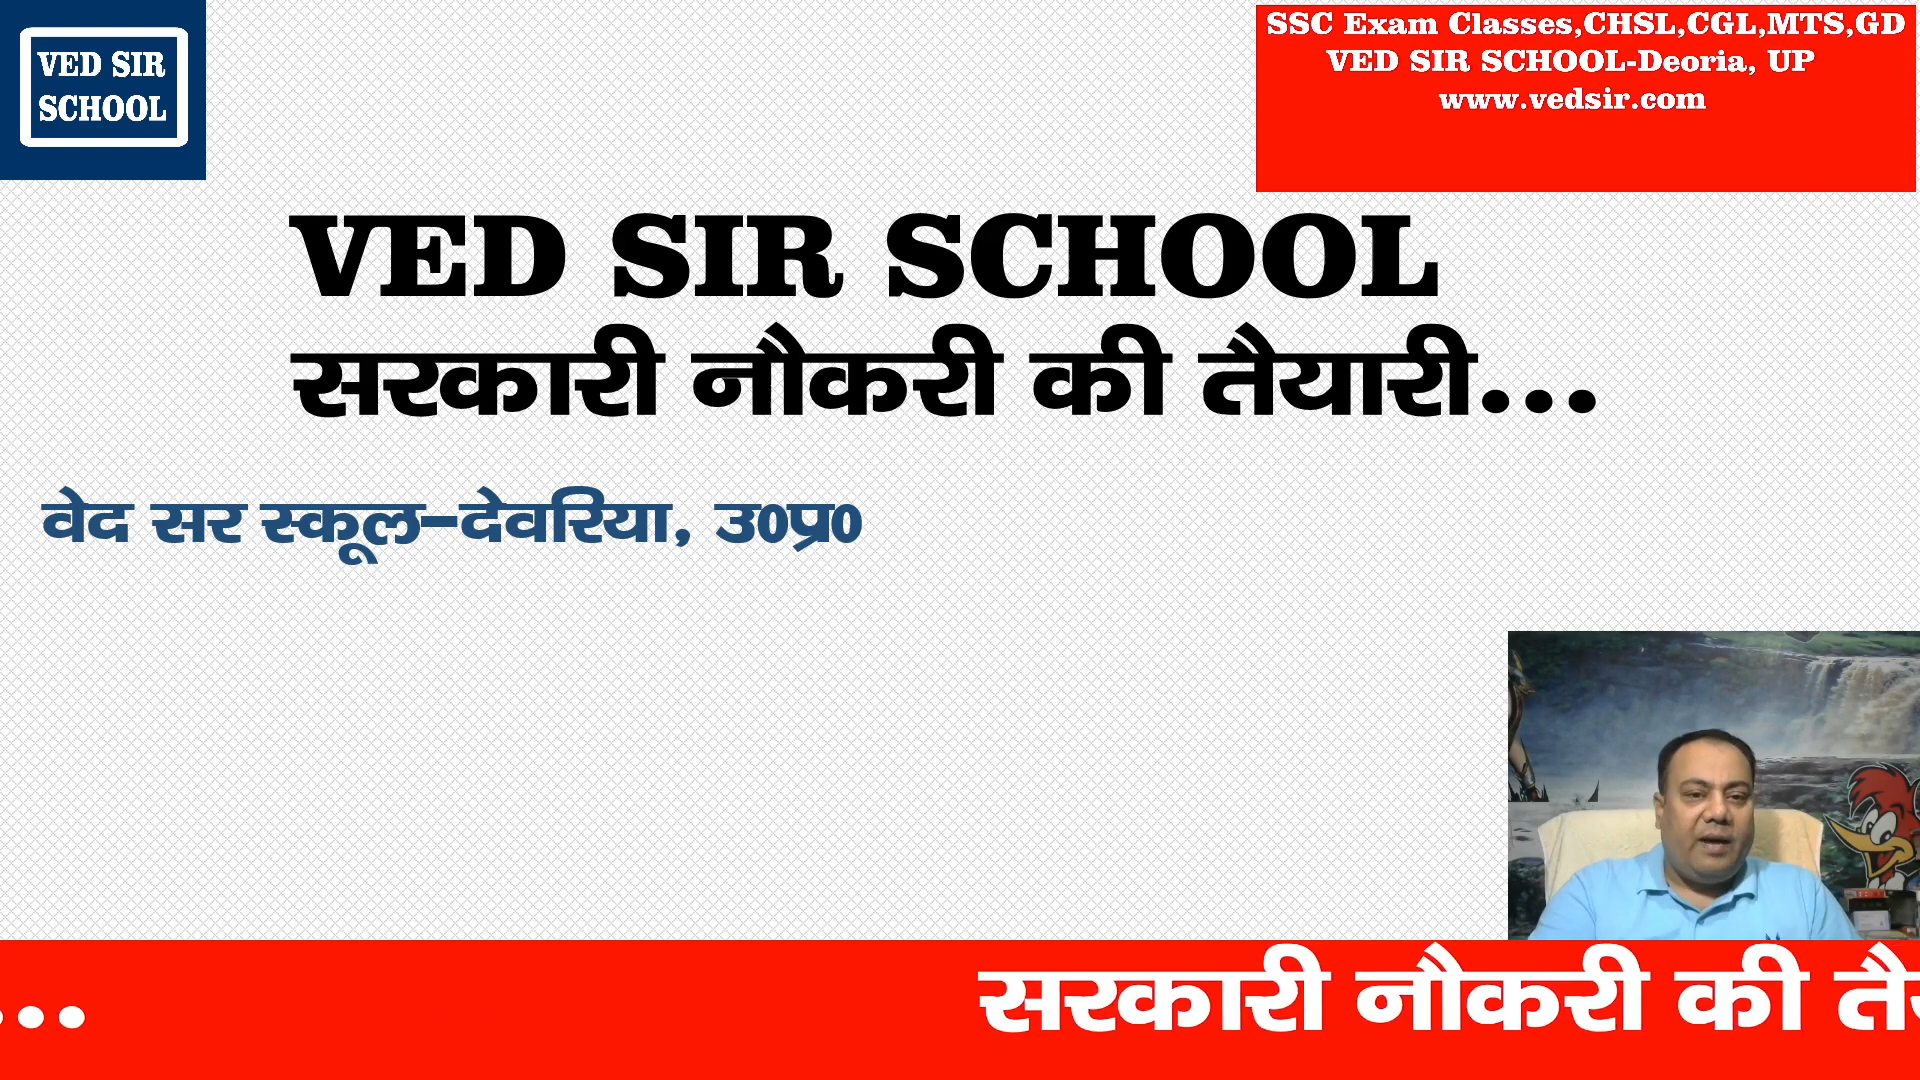 VED SIR
SCHOOL
SSC Exam Classes,CHSL,CGL,MTS,GD
VED SIR SCHOOL-Deoria, UP
www.vedsir.com
VED SIR SCHOOL
सरकारी नौकरी की तैयारी...
वेद सर स्कूल-देवरिया, उ0प्र0
... सरकारी नौकरी की